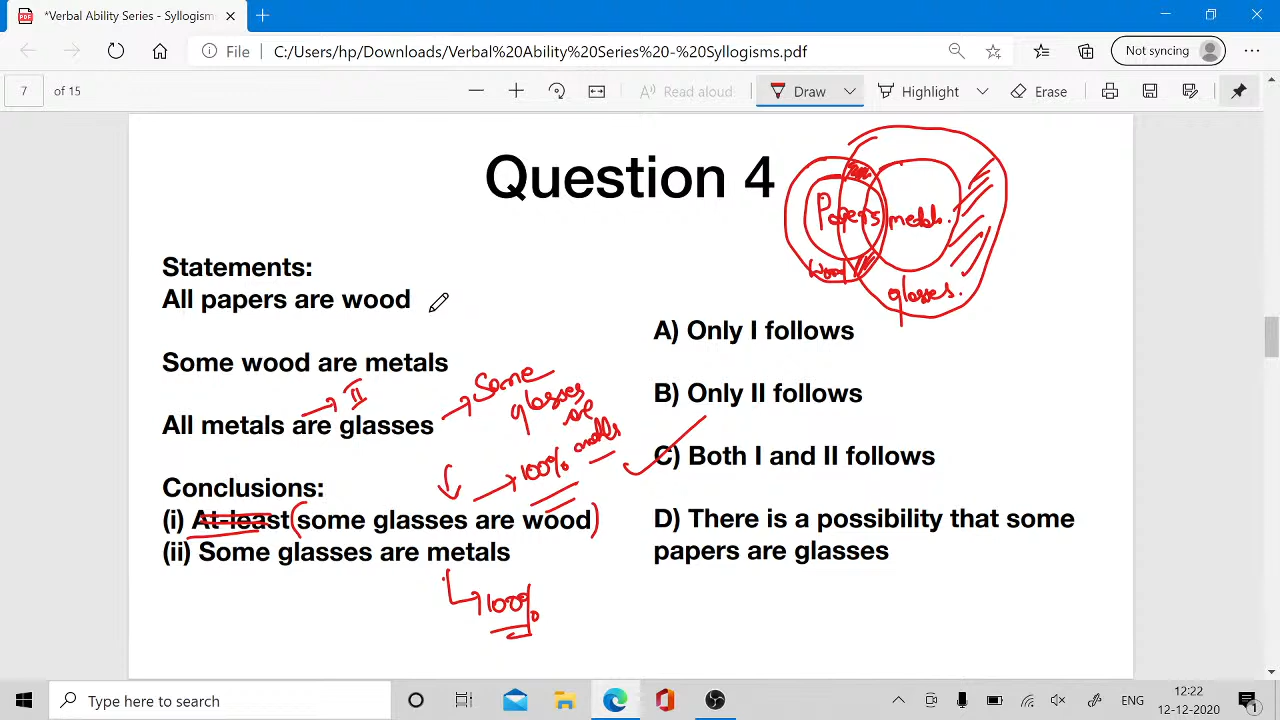 *Verbal Ability Series - Syllogism
File
C:/Users/hp/Downloads/Verbal%20Ability%20Series%20-%20Syllogisms.pdf
Not syncing
7 of 15
Read aloud
Draw
Highlight
Erase
Question 4
Papers
metals.
wood
glasses.
Statements:
All papers are wood
Some wood are metals
II
All metals are glasses
Some
glasses
are
metals
100%
Conclusions:
(i) At-least (some glasses are wood)
(ii) Some glasses are metals
100%
A) Only I follows
B) Only II follows
C) Both I and II follows
D) There is a possibility that some
papers are glasses
Type here to search
ENG
12:22
12-12-2020
1